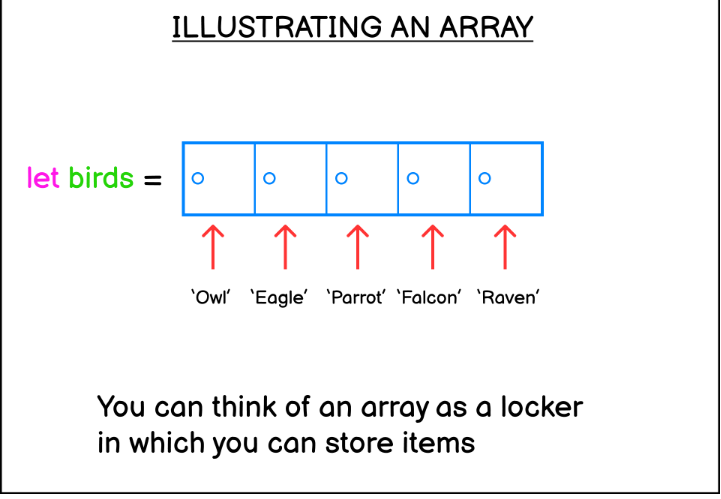 ILLUSTRATING AN ARRAY
let birds =
‘Owl’ ‘Eagle’ ‘Parrot’ ‘Falcon’ ‘Raven’
You can think of an array as a locker
in which you can store items